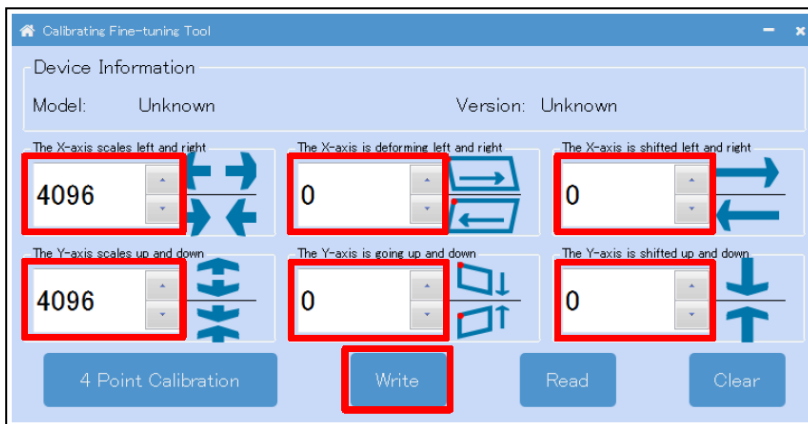 Calibrating Fine-tuning Tool
Device Information
Model: Unknown Version: Unknown
The X-axis scales left and right The X-axis is deforming left and right The X-axis is shifted left and right
4096 0 0
The Y-axis scales up and down The Y-axis is going up and down The Y-axis is shifted up and down
4096 0 0
4 Point Calibration Write Read Clear